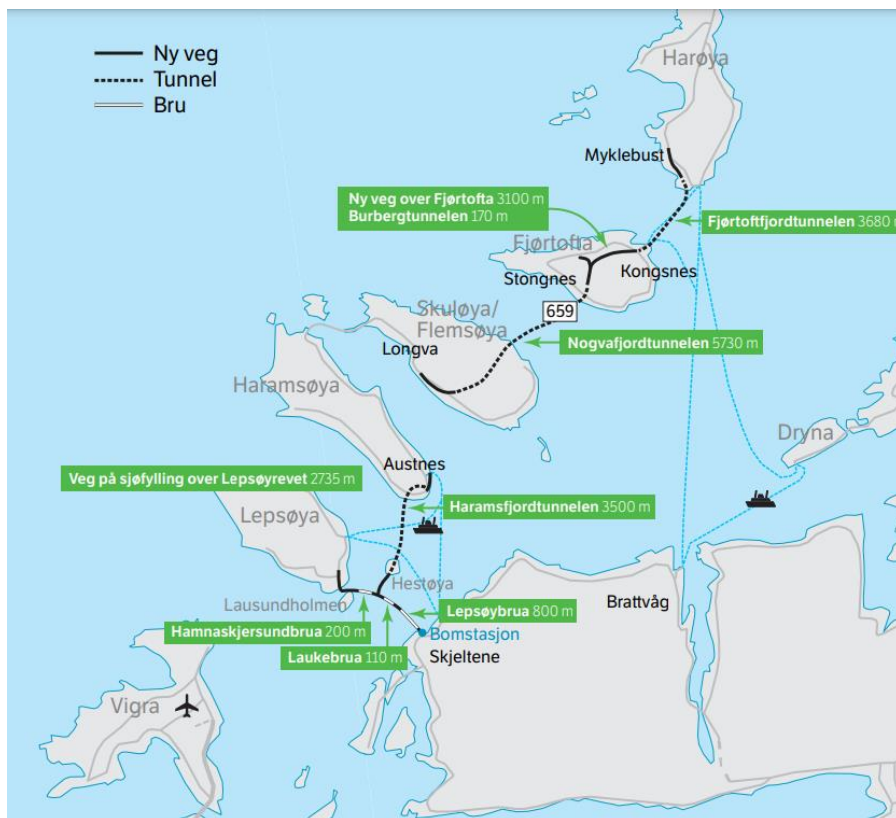 Ny veg
Tunnel
Bru
Harøya
Myklebust
Ny veg over Fjørtofta 3100 m
Burbergtunnelen 170 m
Fjørtoftfjordtunnelen 3680 m
Fjørtofta
Kongsnes
Stongnes
659
Skuløya/
Flemsøya
Nogvafjordtunnelen 5730 m
Longva
Haramsøya
Dryna
Austnes
Veg på sjøfylling over Lepsøyrevet 2735 m
Haramsfjordtunnelen 3500 m
Lepsøya
Hestøya
Lausundholmen
Lepsøybrua 800 m
Brattvåg
Hamnaskjersundbrua 200 m
Bomstasjon
Laukebrua 110 m
Skjeltene
Vigra